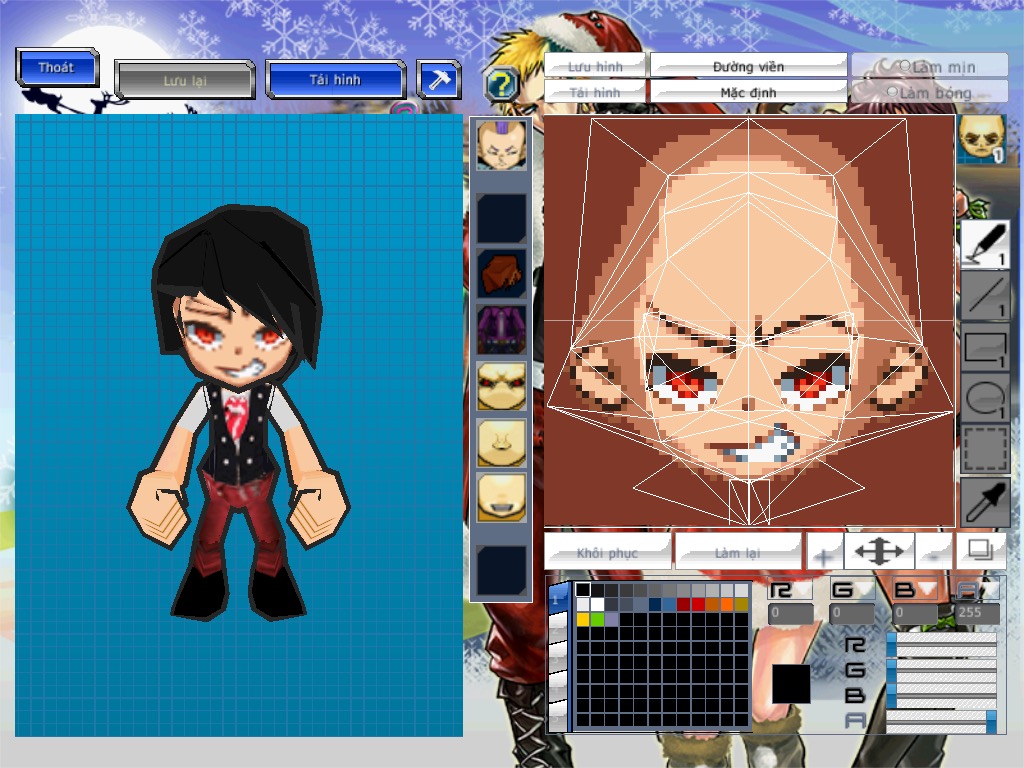 Thoát
Lưu lại
Tải hình
?
Lưu hình
Đường viền
Làm mịn
Tải hình
Mặc định
Làm bóng
1
1
1
1
1
Khôi phục
Làm lại
+
-
1
R G B A
0 0 0 255
R
G
B
A